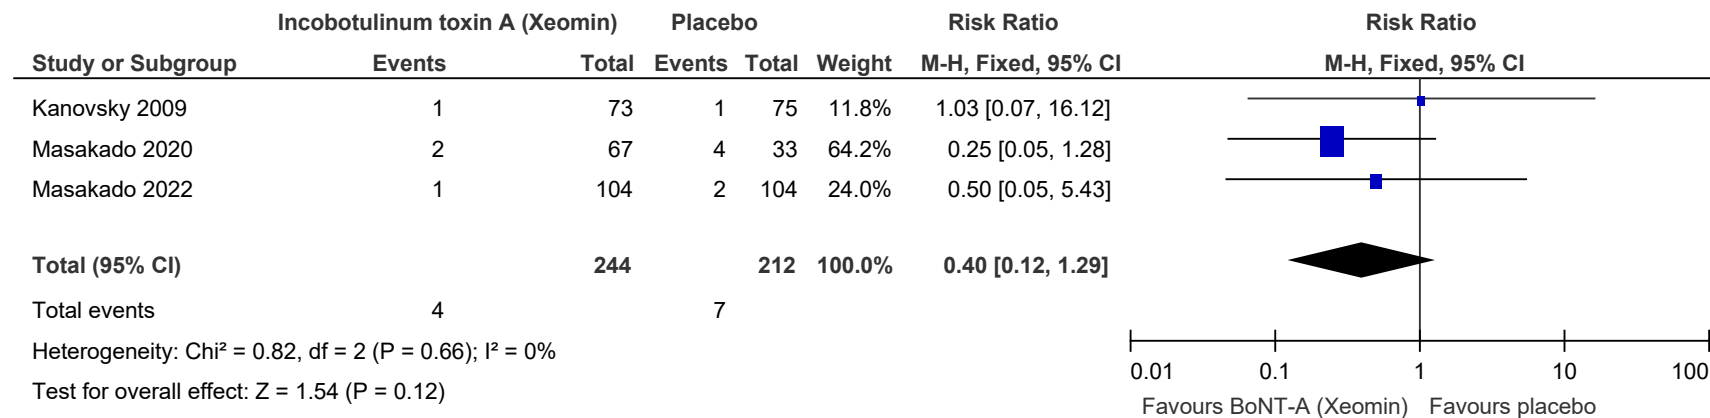 Incobotulinum toxin A (Xeomin) Placebo Risk Ratio Risk Ratio
Study or Subgroup Events Total Events Total Weight M-H, Fixed, 95% CI M-H, Fixed, 95% CI
Kanovsky 2009 1 73 1 75 11.8% 1.03 [0.07, 16.12]
Masakado 2020 2 67 4 33 64.2% 0.25 [0.05, 1.28]
Masakado 2022 1 104 2 104 24.0% 0.50 [0.05, 5.43]
Total (95% CI) 244 212 100.0% 0.40 [0.12, 1.29]
Total events 4 7
Heterogeneity: Chi² = 0.82, df = 2 (P = 0.66); I² = 0%
Test for overall effect: Z = 1.54 (P = 0.12)
0.01 0.1 1 10 100
Favours BoNT-A (Xeomin) Favours placebo